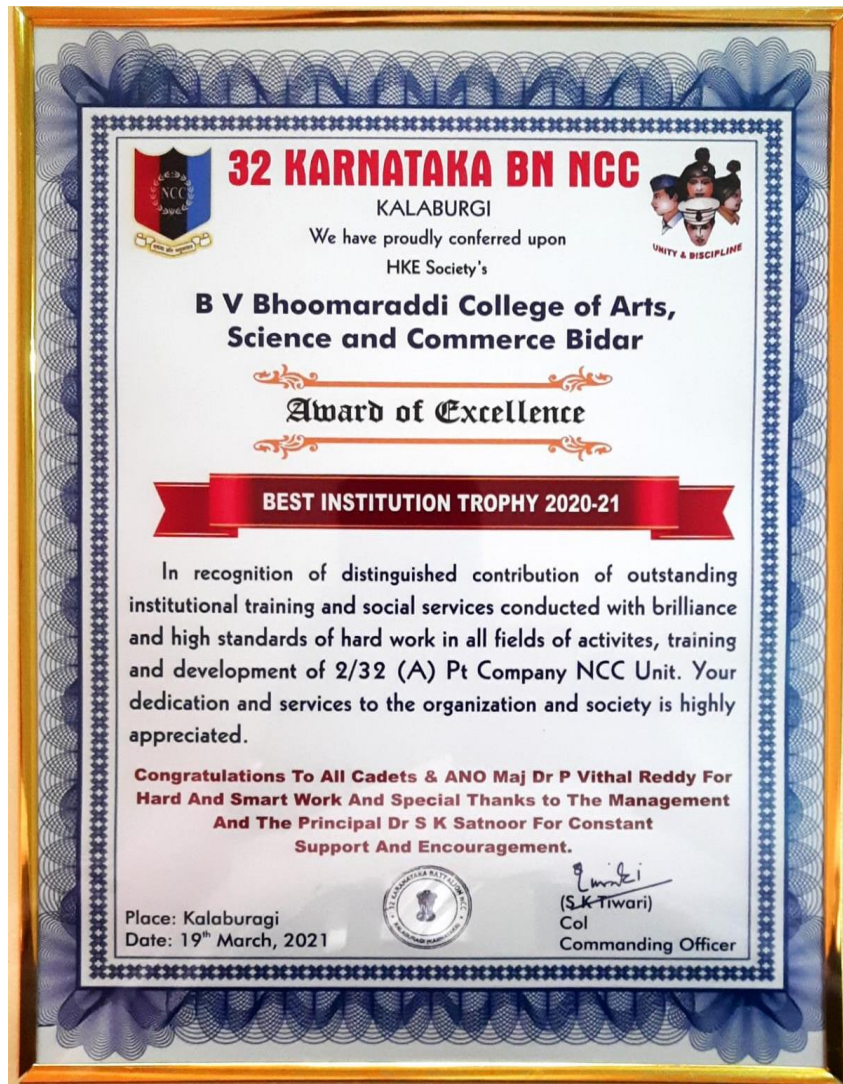 NCC
32 KARNATAKA BN NCC
KALABURGI
We have proudly conferred upon
HKE Society's
UNITY & DISCIPLINE
B V Bhoomaraddi College of Arts,
Science and Commerce Bidar
Award of Excellence
BEST INSTITUTION TROPHY 2020-21
In recognition of distinguished contribution of outstanding
institutional training and social services conducted with brilliance
and high standards of hard work in all fields of activites, training
and development of 2/32 (A) Pt Company NCC Unit. Your
dedication and services to the organization and society is highly
appreciated.
Congratulations To All Cadets & ANO Maj Dr P Vithal Reddy For
Hard And Smart Work And Special Thanks to The Management
And The Principal Dr S K Satnoor For Constant
Support And Encouragement.
32 KARANATAKA BATTALION NCC
(S K Tiwari)
Col
Commanding Officer
Place: Kalaburagi
Date: 19th March, 2021